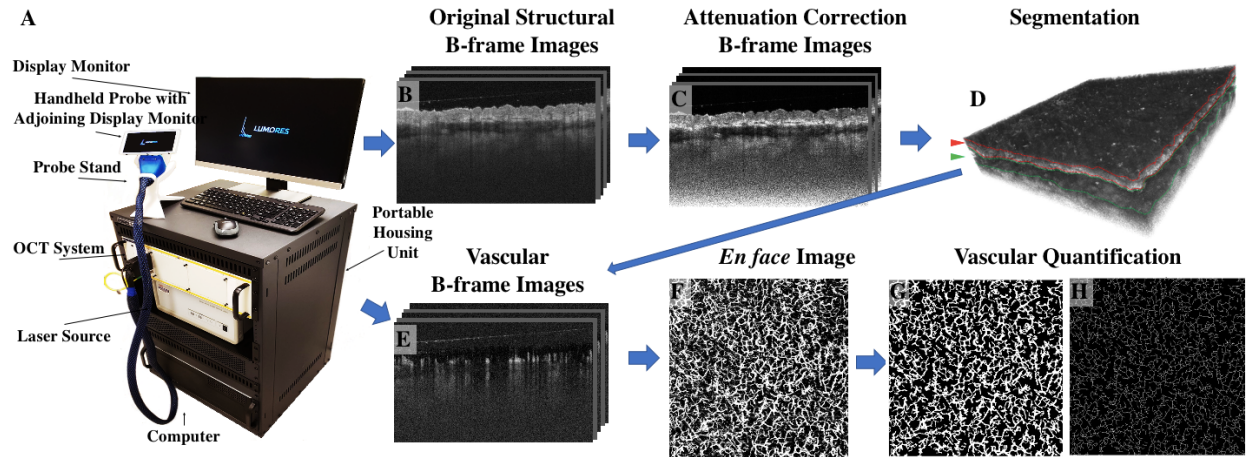 A
Original Structural
B-frame Images
Attenuation Correction
B-frame Images
Segmentation
Display Monitor
Handheld Probe with
Adjoining Display Monitor
Probe Stand
OCT System
Laser Source
Computer
Portable
Housing
Unit
LUMORES
B
C
D
Vascular
B-frame Images
En face Image
Vascular Quantification
E
F
G
H